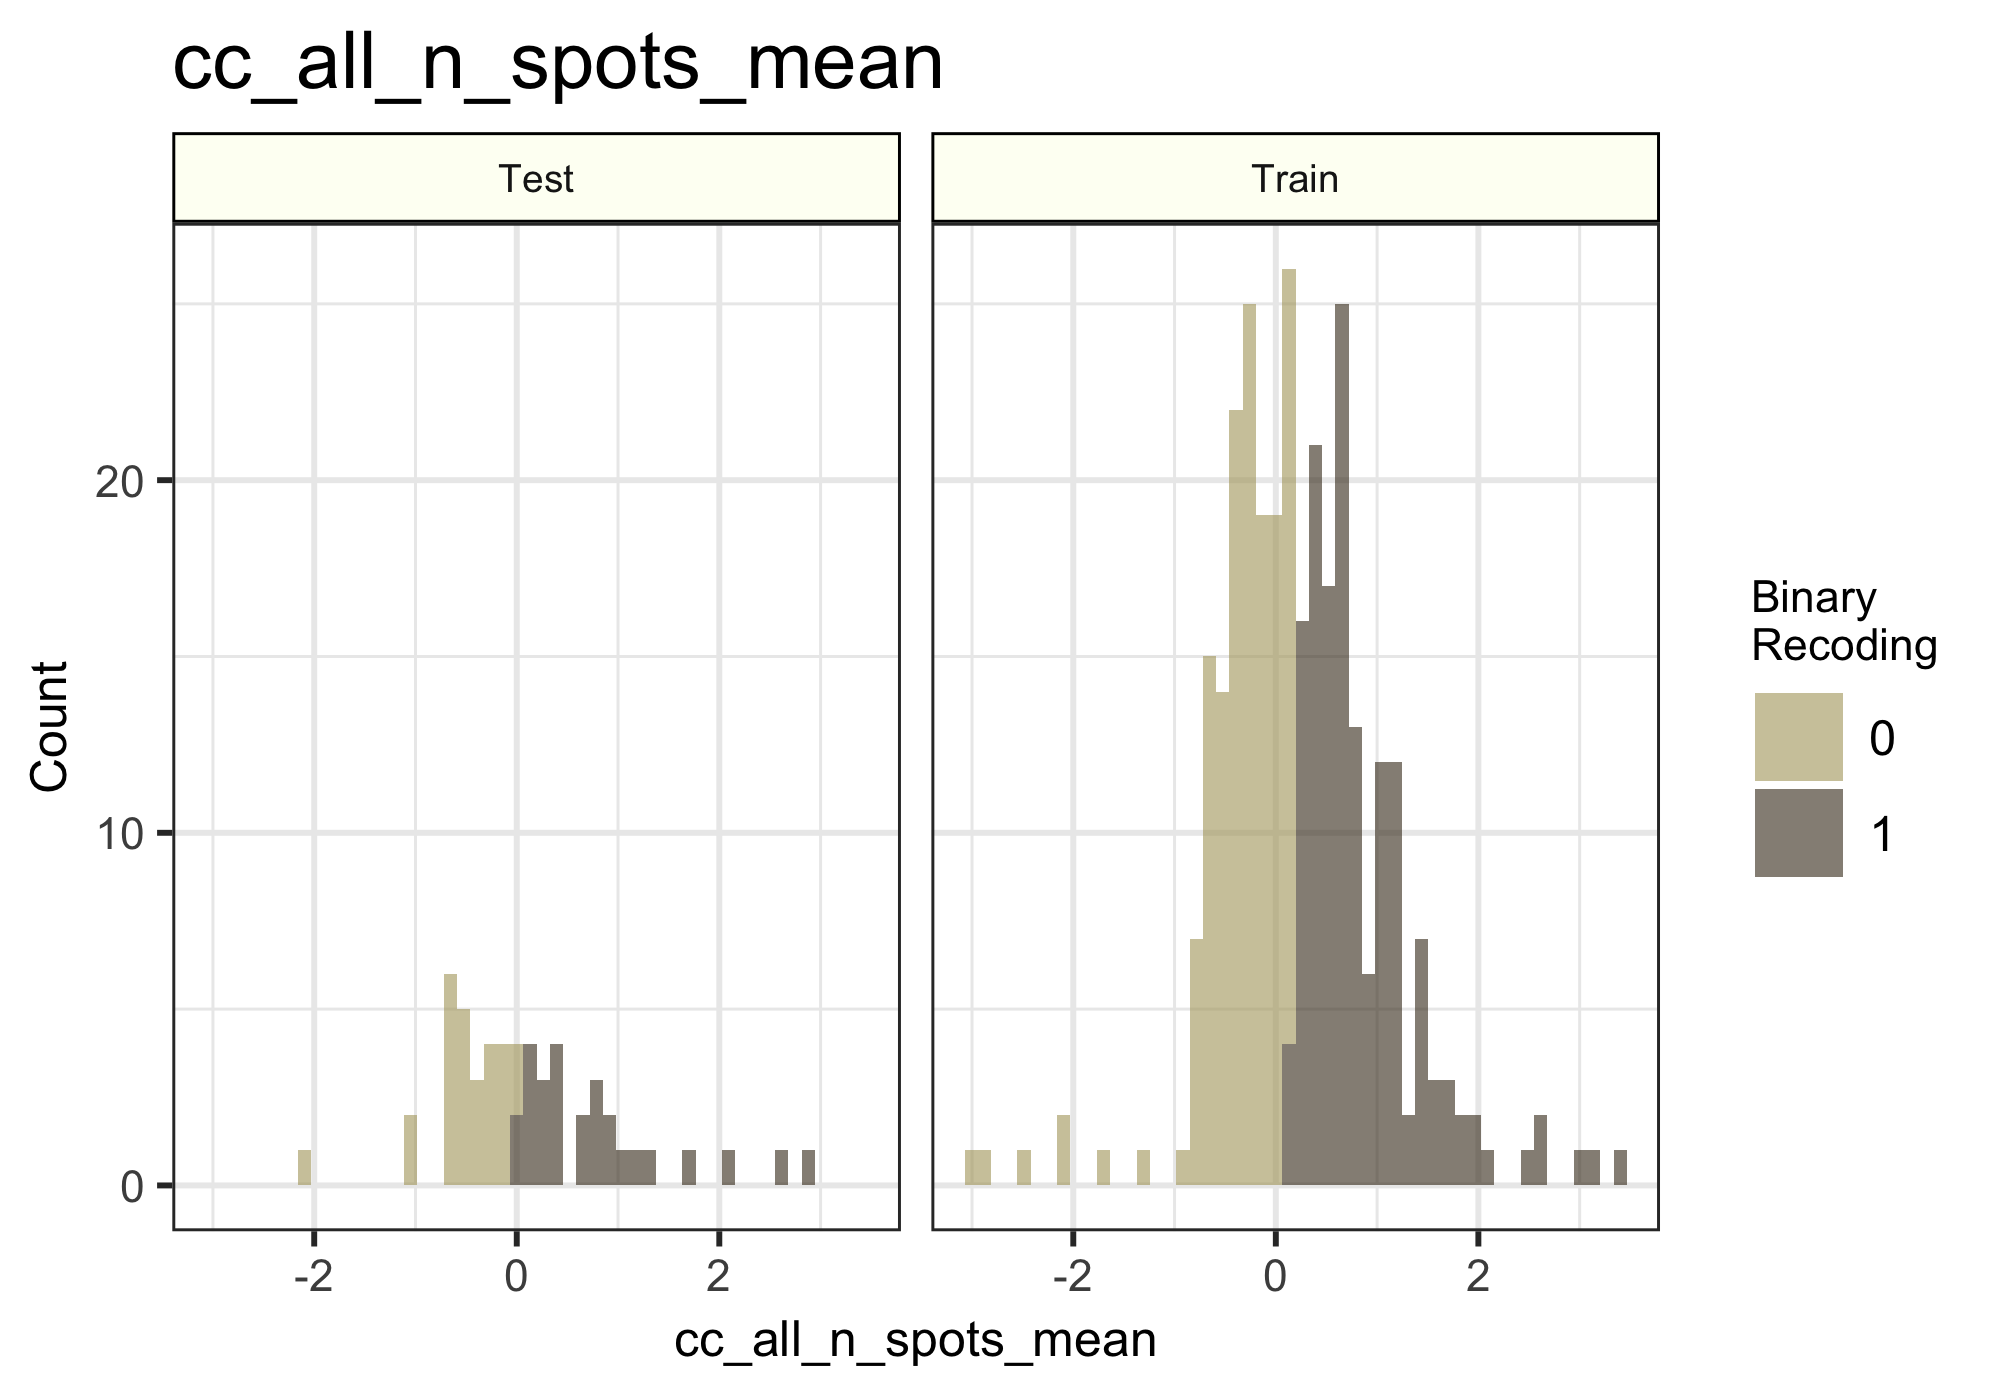 cc_all_n_spots_mean
Test
Train
20
10
0
Count
-2
0
2
-2
0
2
cc_all_n_spots_mean
Binary
Recoding
0
1